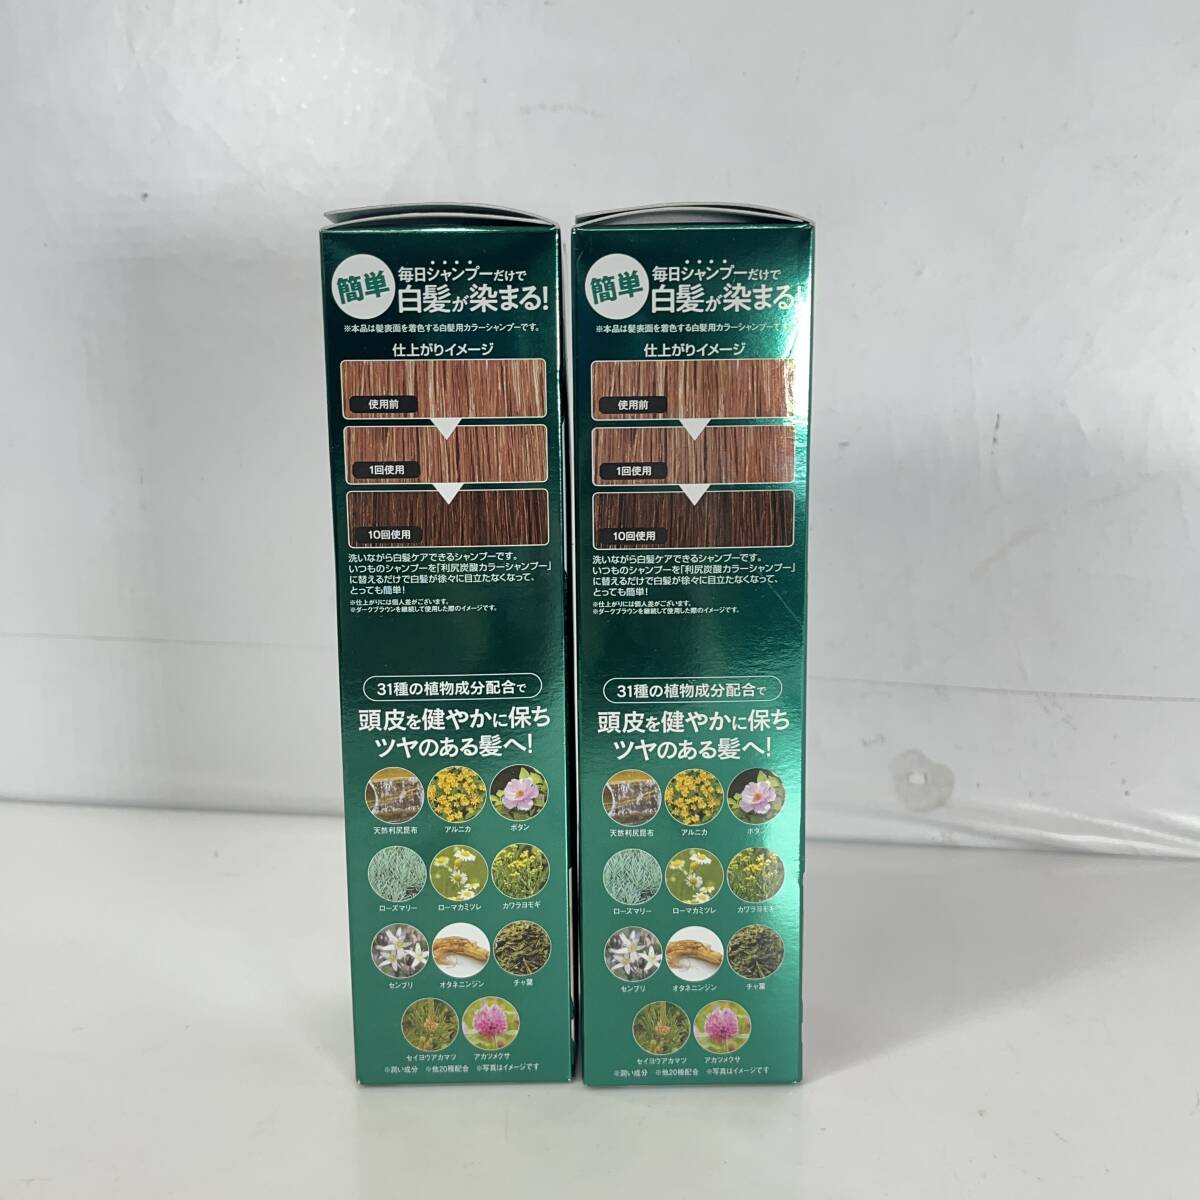 簡単
毎日シャンプーだけで
白髪が染まる!
※本品は髪表面を着色する白髪用カラーシャンプーです。
仕上がりイメージ
使用前
1回使用
10回使用
洗いながら白髪ケアできるシャンプーです。
いつものシャンプーを「利尻炭酸カラーシャンプー」
に替えるだけで白髪が徐々に目立たなくなって、
とっても簡単!
※仕上がりには個人差がございます。
※ダークブラウンを継続して使用した際のイメージです。
31種の植物成分配合で
頭皮を健やかに保ち
ツヤのある髪へ!
天然利尻昆布 アルニカ ボタン
ローズマリー ローマカミツレ カワラヨモギ
センブリ オタネニンジン チャ葉
セイヨウアカマツ アカツメクサ
※潤い成分 ※他20種配合 ※写真はイメージです
簡単
毎日シャンプーだけで
白髪が染まる!
※本品は髪表面を着色する白髪用カラーシャンプーです。
仕上がりイメージ
使用前
1回使用
10回使用
洗いながら白髪ケアできるシャンプーです。
いつものシャンプーを「利尻炭酸カラーシャンプー」
に替えるだけで白髪が徐々に目立たなくなって、
とっても簡単!
※仕上がりには個人差がございます。
※ダークブラウンを継続して使用した際のイメージです。
31種の植物成分配合で
頭皮を健やかに保ち
ツヤのある髪へ!
天然利尻昆布 アルニカ ボタン
ローズマリー ローマカミツレ カワラヨモギ
センブリ オタネニンジン チャ葉
セイヨウアカマツ アカツメクサ
※潤い成分 ※他20種配合 ※写真はイメージです